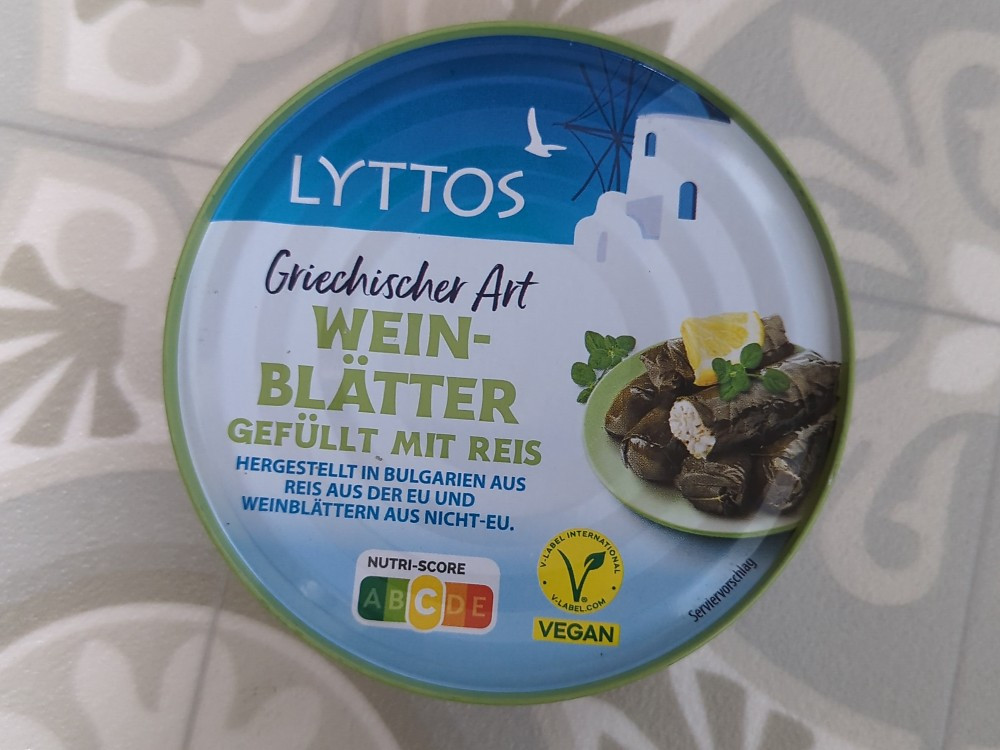 LYTTOS
Griechischer Art
WEIN-
BLÄTTER
GEFÜLLT MIT REIS
HERGESTELLT IN BULGARIEN AUS
REIS AUS DER EU UND
WEINBLÄTTERN AUS NICHT-EU.
NUTRI-SCORE
A B C D E
V-LABEL INTERNATIONAL
V-LABEL.COM
VEGAN
Serviervorschlag